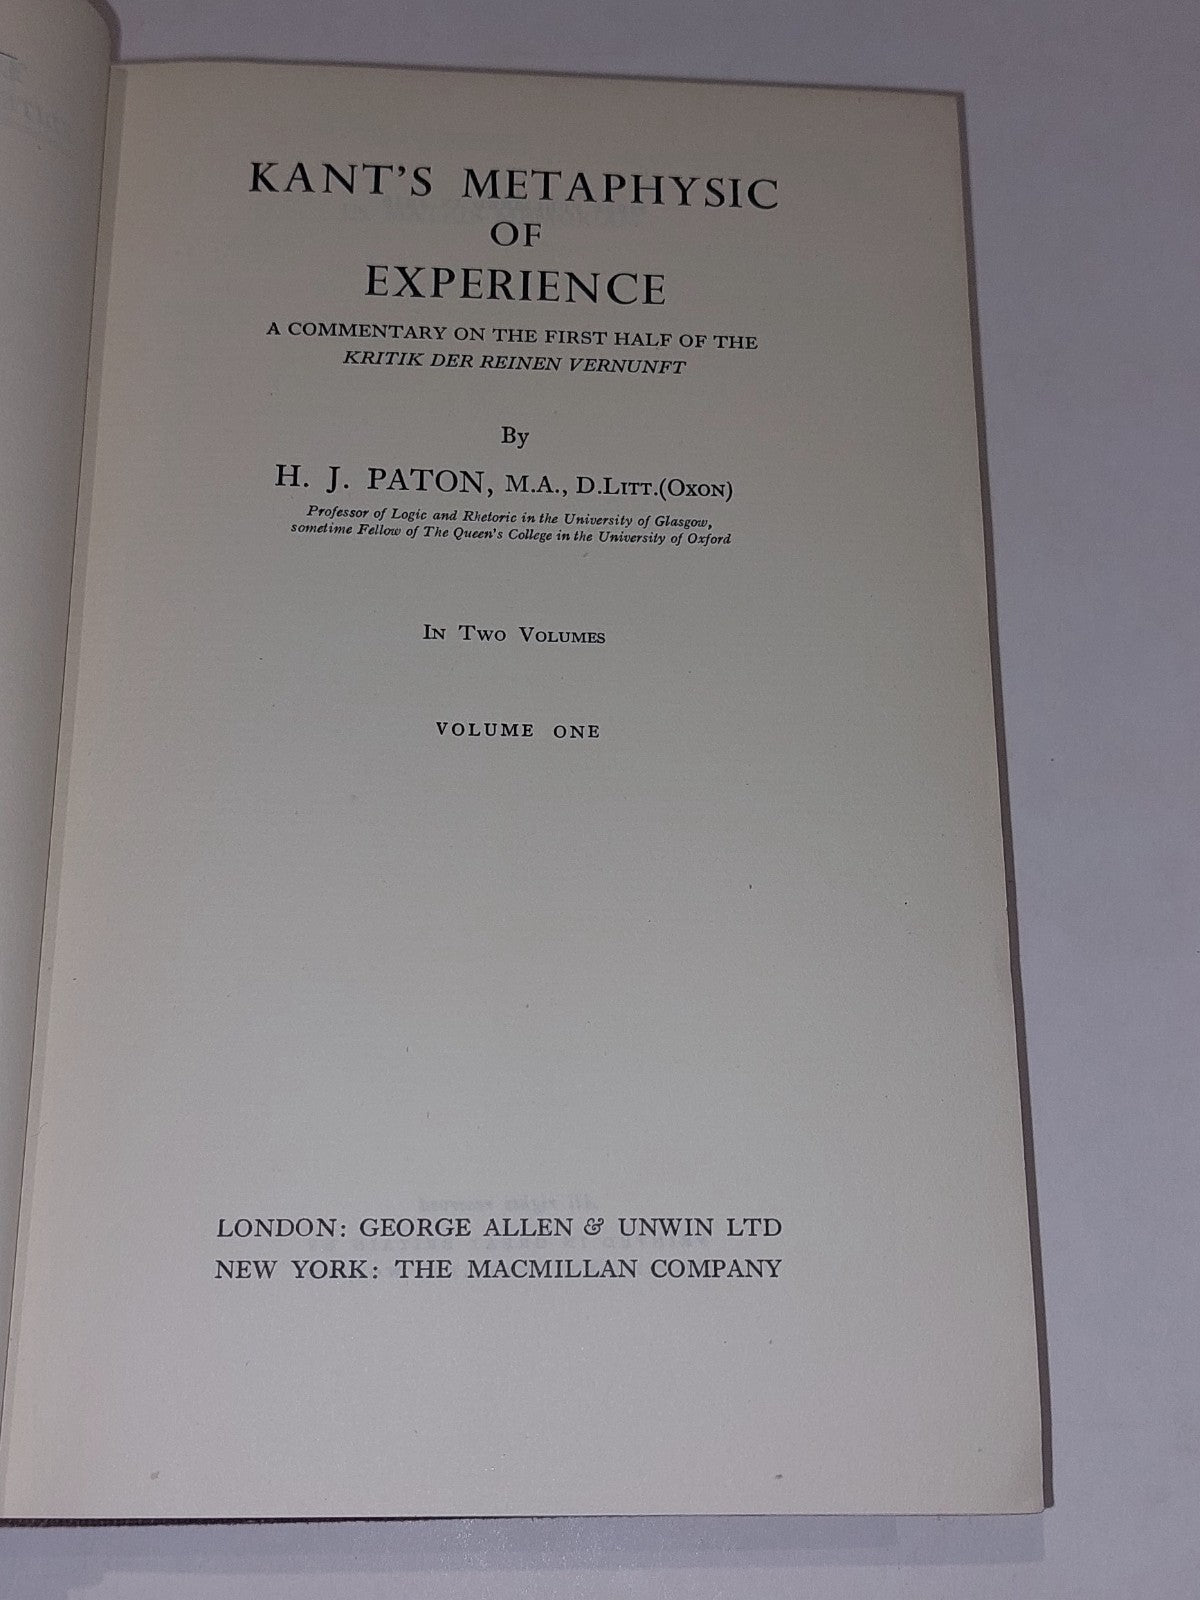 KANT'S METAPHYSIC
OF
EXPERIENCE
A COMMENTARY ON THE FIRST HALF OF THE
KRITIK DER REINEN VERNUNFT
By
H. J. PATON, M.A., D.LITT.(OXON)
Professor of Logic and Rhetoric in the University of Glasgow,
sometime Fellow of The Queen's College in the University of Oxford
IN TWO VOLUMES
VOLUME ONE
LONDON: GEORGE ALLEN & UNWIN LTD
NEW YORK: THE MACMILLAN COMPANY